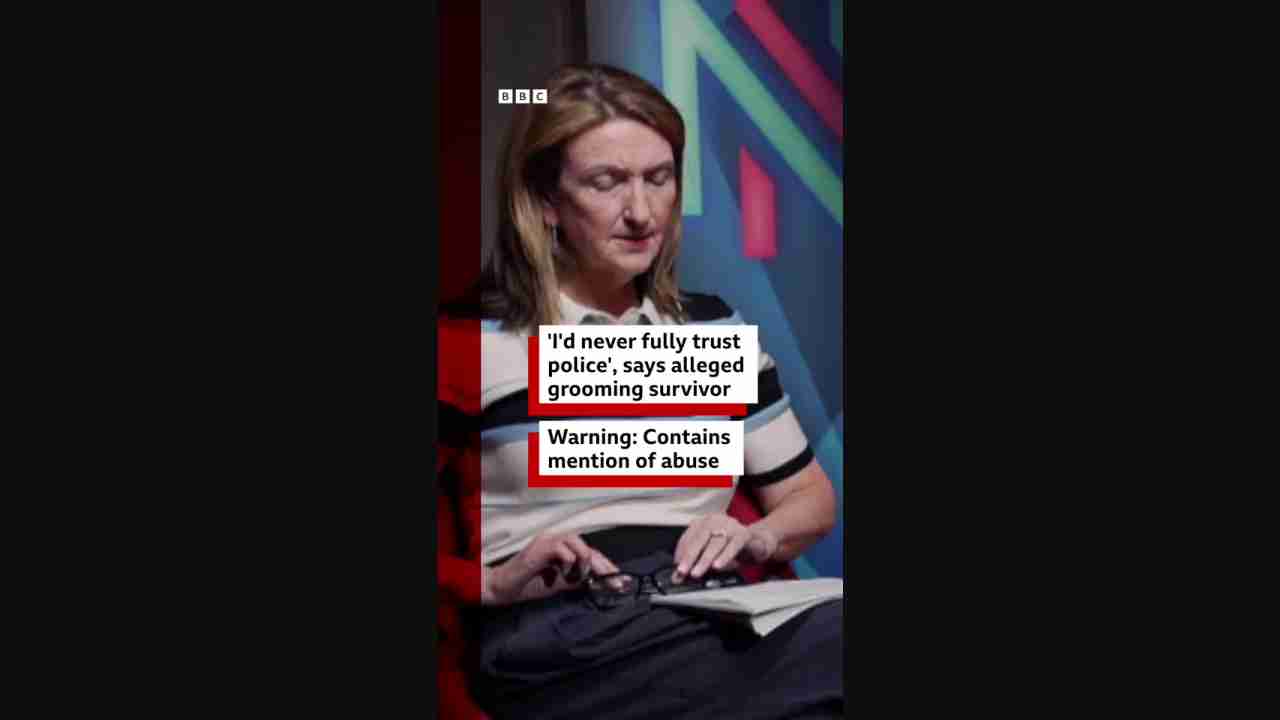 BBC
'I'd never fully trust
police', says alleged
grooming survivor
Warning: Contains
mention of abuse